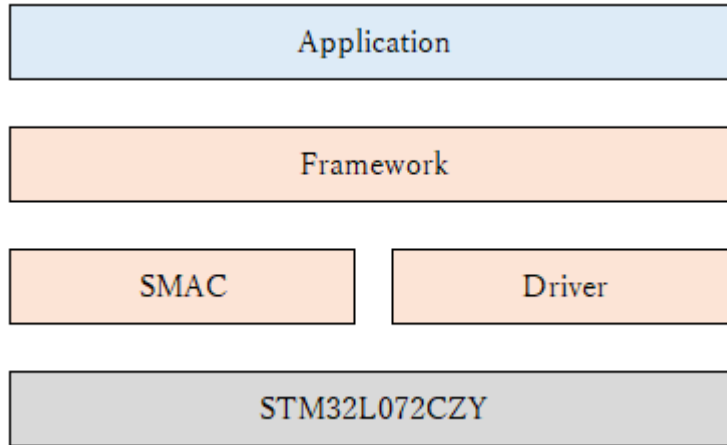 Application
Framework
SMAC
Driver
STM32L072CZY